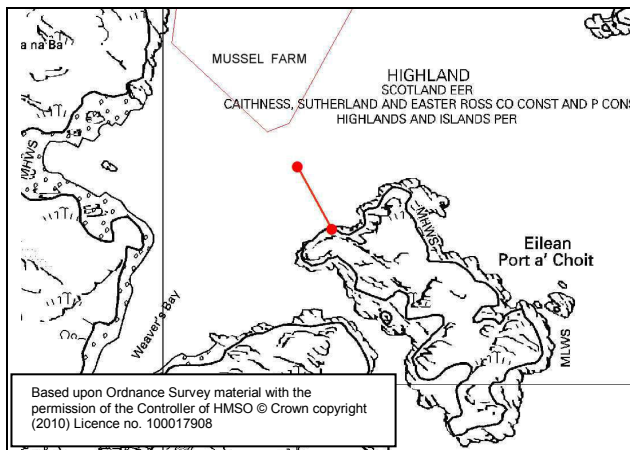 a na Bà
MUSSEL FARM
HIGHLAND
SCOTLAND EER
CAITHNESS, SUTHERLAND AND EASTER ROSS CO CONST AND P CONS
HIGHLANDS AND ISLANDS PER
MHWS
MHWS
Eilean
Port a' Choit
Weaver's Bay
MLWS
Based upon Ordnance Survey material with the
permission of the Controller of HMSO © Crown copyright
(2010) Licence no. 100017908